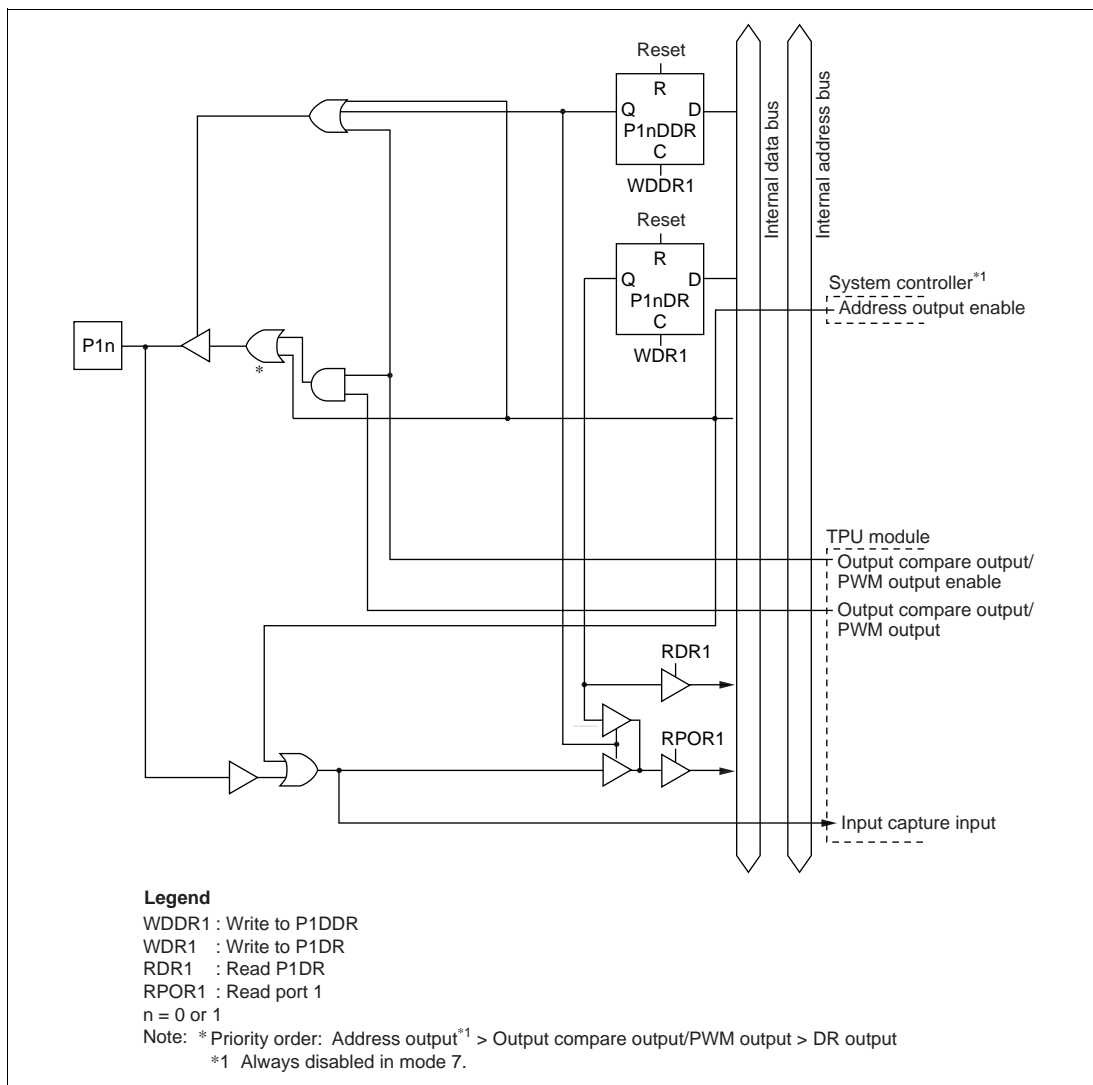 Reset
R
Q D
P1nDDR
C
WDDR1
Reset
R
Q D
P1nDR
C
WDR1
Internal data bus
Internal address bus
System controller*1
Address output enable
P1n
*
TPU module
Output compare output/
PWM output enable
Output compare output/
PWM output
RDR1
RPOR1
Input capture input
Legend
WDDR1 : Write to P1DDR
WDR1 : Write to P1DR
RDR1 : Read P1DR
RPOR1 : Read port 1
n = 0 or 1
Note: * Priority order: Address output*1 > Output compare output/PWM output > DR output
*1 Always disabled in mode 7.